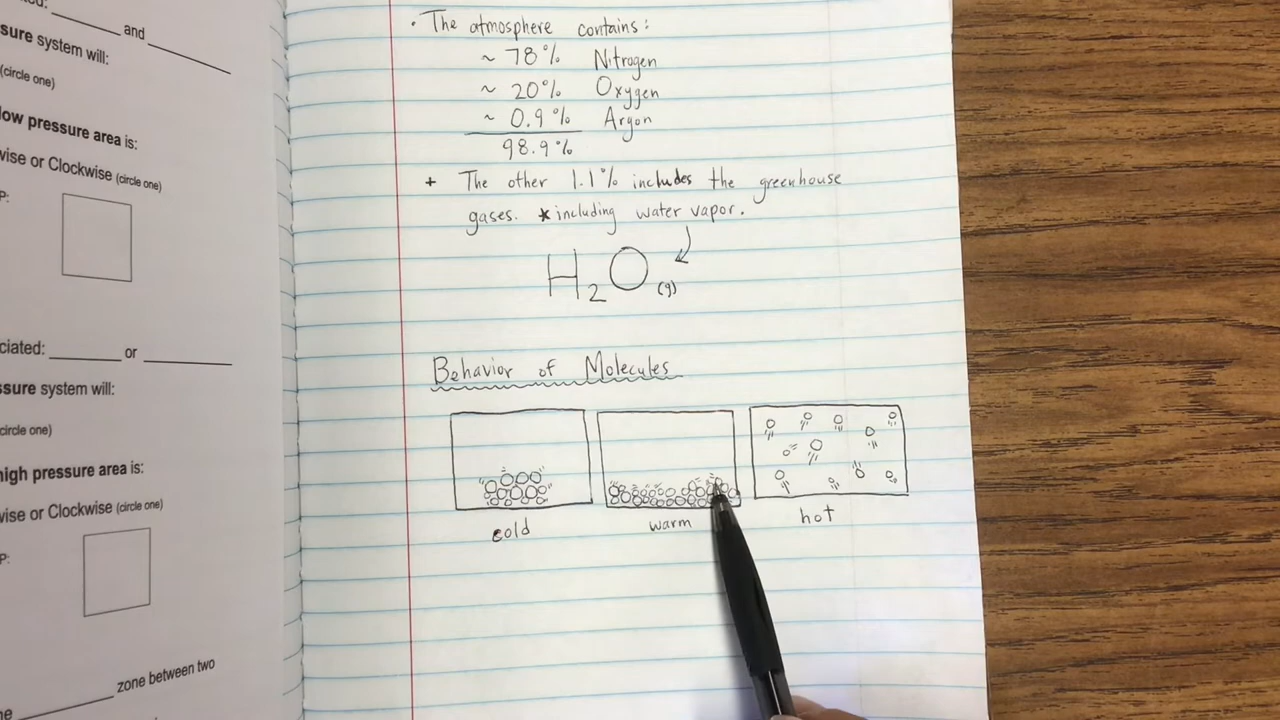 and
sure system will:
(circle one)
low pressure area is:
wise or Clockwise (circle one)
P:
ciated: or
ssure system will:
circle one)
high pressure area is:
wise or Clockwise (circle one)
P:
zone between two
• The atmosphere contains:
~ 78% Nitrogen
~ 20% Oxygen
~ 0.9% Argon
98.9%
+ The other 1.1% includes the greenhouse
gases. *including water vapor.
H2O(g)
Behavior of Molecules
cold warm hot